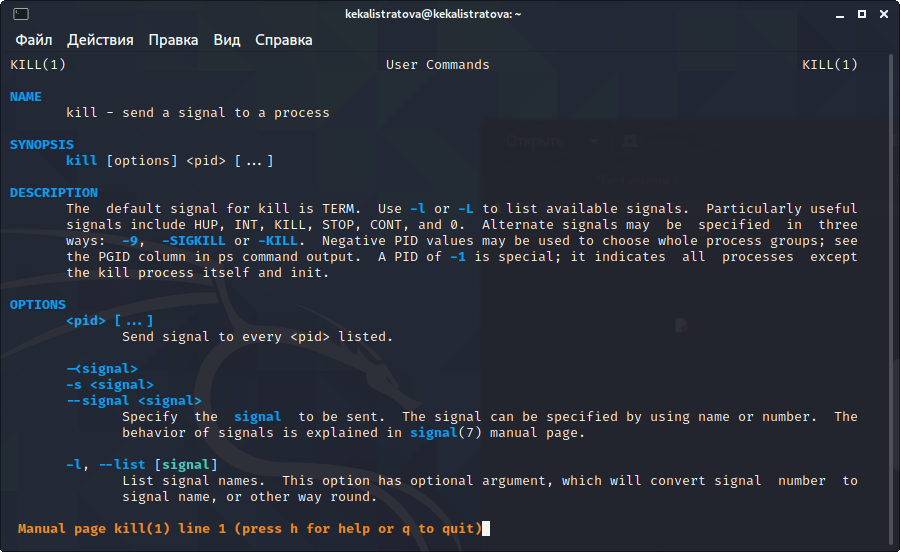 kekalistratova@kekalistratova: ~
Файл Действия Правка Вид Справка
KILL(1) User Commands KILL(1)
NAME
kill - send a signal to a process
SYNOPSIS
kill [options] <pid> [...]
DESCRIPTION
The default signal for kill is TERM. Use -l or -L to list available signals. Particularly useful
signals include HUP, INT, KILL, STOP, CONT, and 0. Alternate signals may be specified in three
ways: -9, -SIGKILL or -KILL. Negative PID values may be used to choose whole process groups; see
the PGID column in ps command output. A PID of -1 is special; it indicates all processes except
the kill process itself and init.
OPTIONS
<pid> [...]
Send signal to every <pid> listed.
-<signal>
-s <signal>
--signal <signal>
Specify the signal to be sent. The signal can be specified by using name or number. The
behavior of signals is explained in signal(7) manual page.
-l, --list [signal]
List signal names. This option has optional argument, which will convert signal number to
signal name, or other way round.
Manual page kill(1) line 1 (press h for help or q to quit)